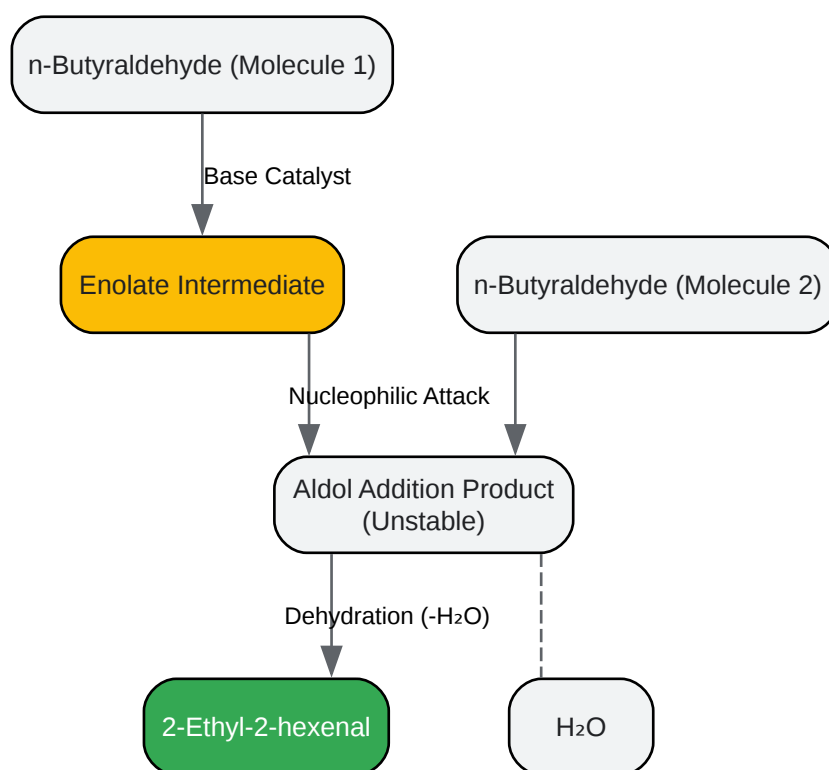 n-Butyraldehyde (Molecule 1)
Base Catalyst
Enolate Intermediate
n-Butyraldehyde (Molecule 2)
Nucleophilic Attack
Aldol Addition Product
(Unstable)
Dehydration (-H₂O)
2-Ethyl-2-hexenal
H₂O